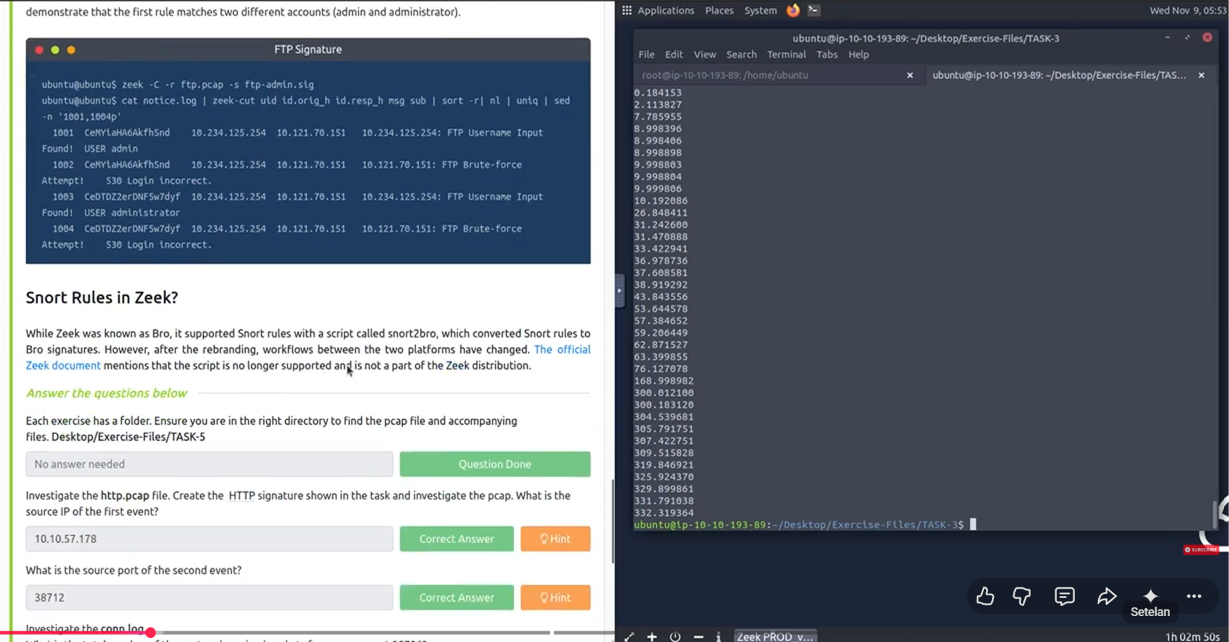 demonstrate that the first rule matches two different accounts (admin and administrator).
FTP Signature
ubuntu@ubuntu$ zeek -C -r ftp.pcap -s ftp-admin.sig
ubuntu@ubuntu$ cat notice.log | zeek-cut uid id.orig_h id.resp_h msg sub | sort -r| nl | uniq | sed
-n '1001,1004p'
1001 CeMYiaHA6AkfhSnd 10.234.125.254 10.121.70.151 10.234.125.254: FTP Username Input
Found! USER admin
1002 CeMYiaHA6AkfhSnd 10.234.125.254 10.121.70.151 10.121.70.151: FTP Brute-force
Attempt! 530 Login incorrect.
1003 CeDTDZ2erDNF5w7dyf 10.234.125.254 10.121.70.151 10.234.125.254: FTP Username Input
Found! USER administrator
1004 CeDTDZ2erDNF5w7dyf 10.234.125.254 10.121.70.151 10.121.70.151: FTP Brute-force
Attempt! 530 Login incorrect.
Snort Rules in Zeek?
While Zeek was known as Bro, it supported Snort rules with a script called snort2bro, which converted Snort rules to
Bro signatures. However, after the rebranding, workflows between the two platforms have changed. The official
Zeek document mentions that the script is no longer supported and is not a part of the Zeek distribution.
Answer the questions below
Each exercise has a folder. Ensure you are in the right directory to find the pcap file and accompanying
files. Desktop/Exercise-Files/TASK-5
No answer needed
Question Done
Investigate the http.pcap file. Create the HTTP signature shown in the task and investigate the pcap. What is the
source IP of the first event?
10.10.57.178
Correct Answer
Hint
What is the source port of the second event?
38712
Correct Answer
Hint
Investigate the conn.log
Applications Places System
Wed Nov 9, 05:53
ubuntu@ip-10-10-193-89: ~/Desktop/Exercise-Files/TASK-3
File Edit View Search Terminal Tabs Help
root@ip-10-10-193-89: /home/ubuntu
ubuntu@ip-10-10-193-89: ~/Desktop/Exercise-Files/TAS...
0.184153
2.113827
7.785955
8.998396
8.998406
8.998898
9.998803
9.998804
9.999806
10.192086
26.848411
31.242600
31.470888
33.422941
36.978736
37.608581
38.919292
43.843556
53.644578
57.384652
59.206449
62.871527
63.399855
76.127078
168.998982
300.012100
300.183120
304.539681
305.791751
307.422751
309.515828
319.846921
325.924370
329.899861
331.791038
332.319364
ubuntu@ip-10-10-193-89:~/Desktop/Exercise-Files/TASK-3$
SUBSCRIBE
Setelan
Zeek PROD_v...
1h 02m 50s